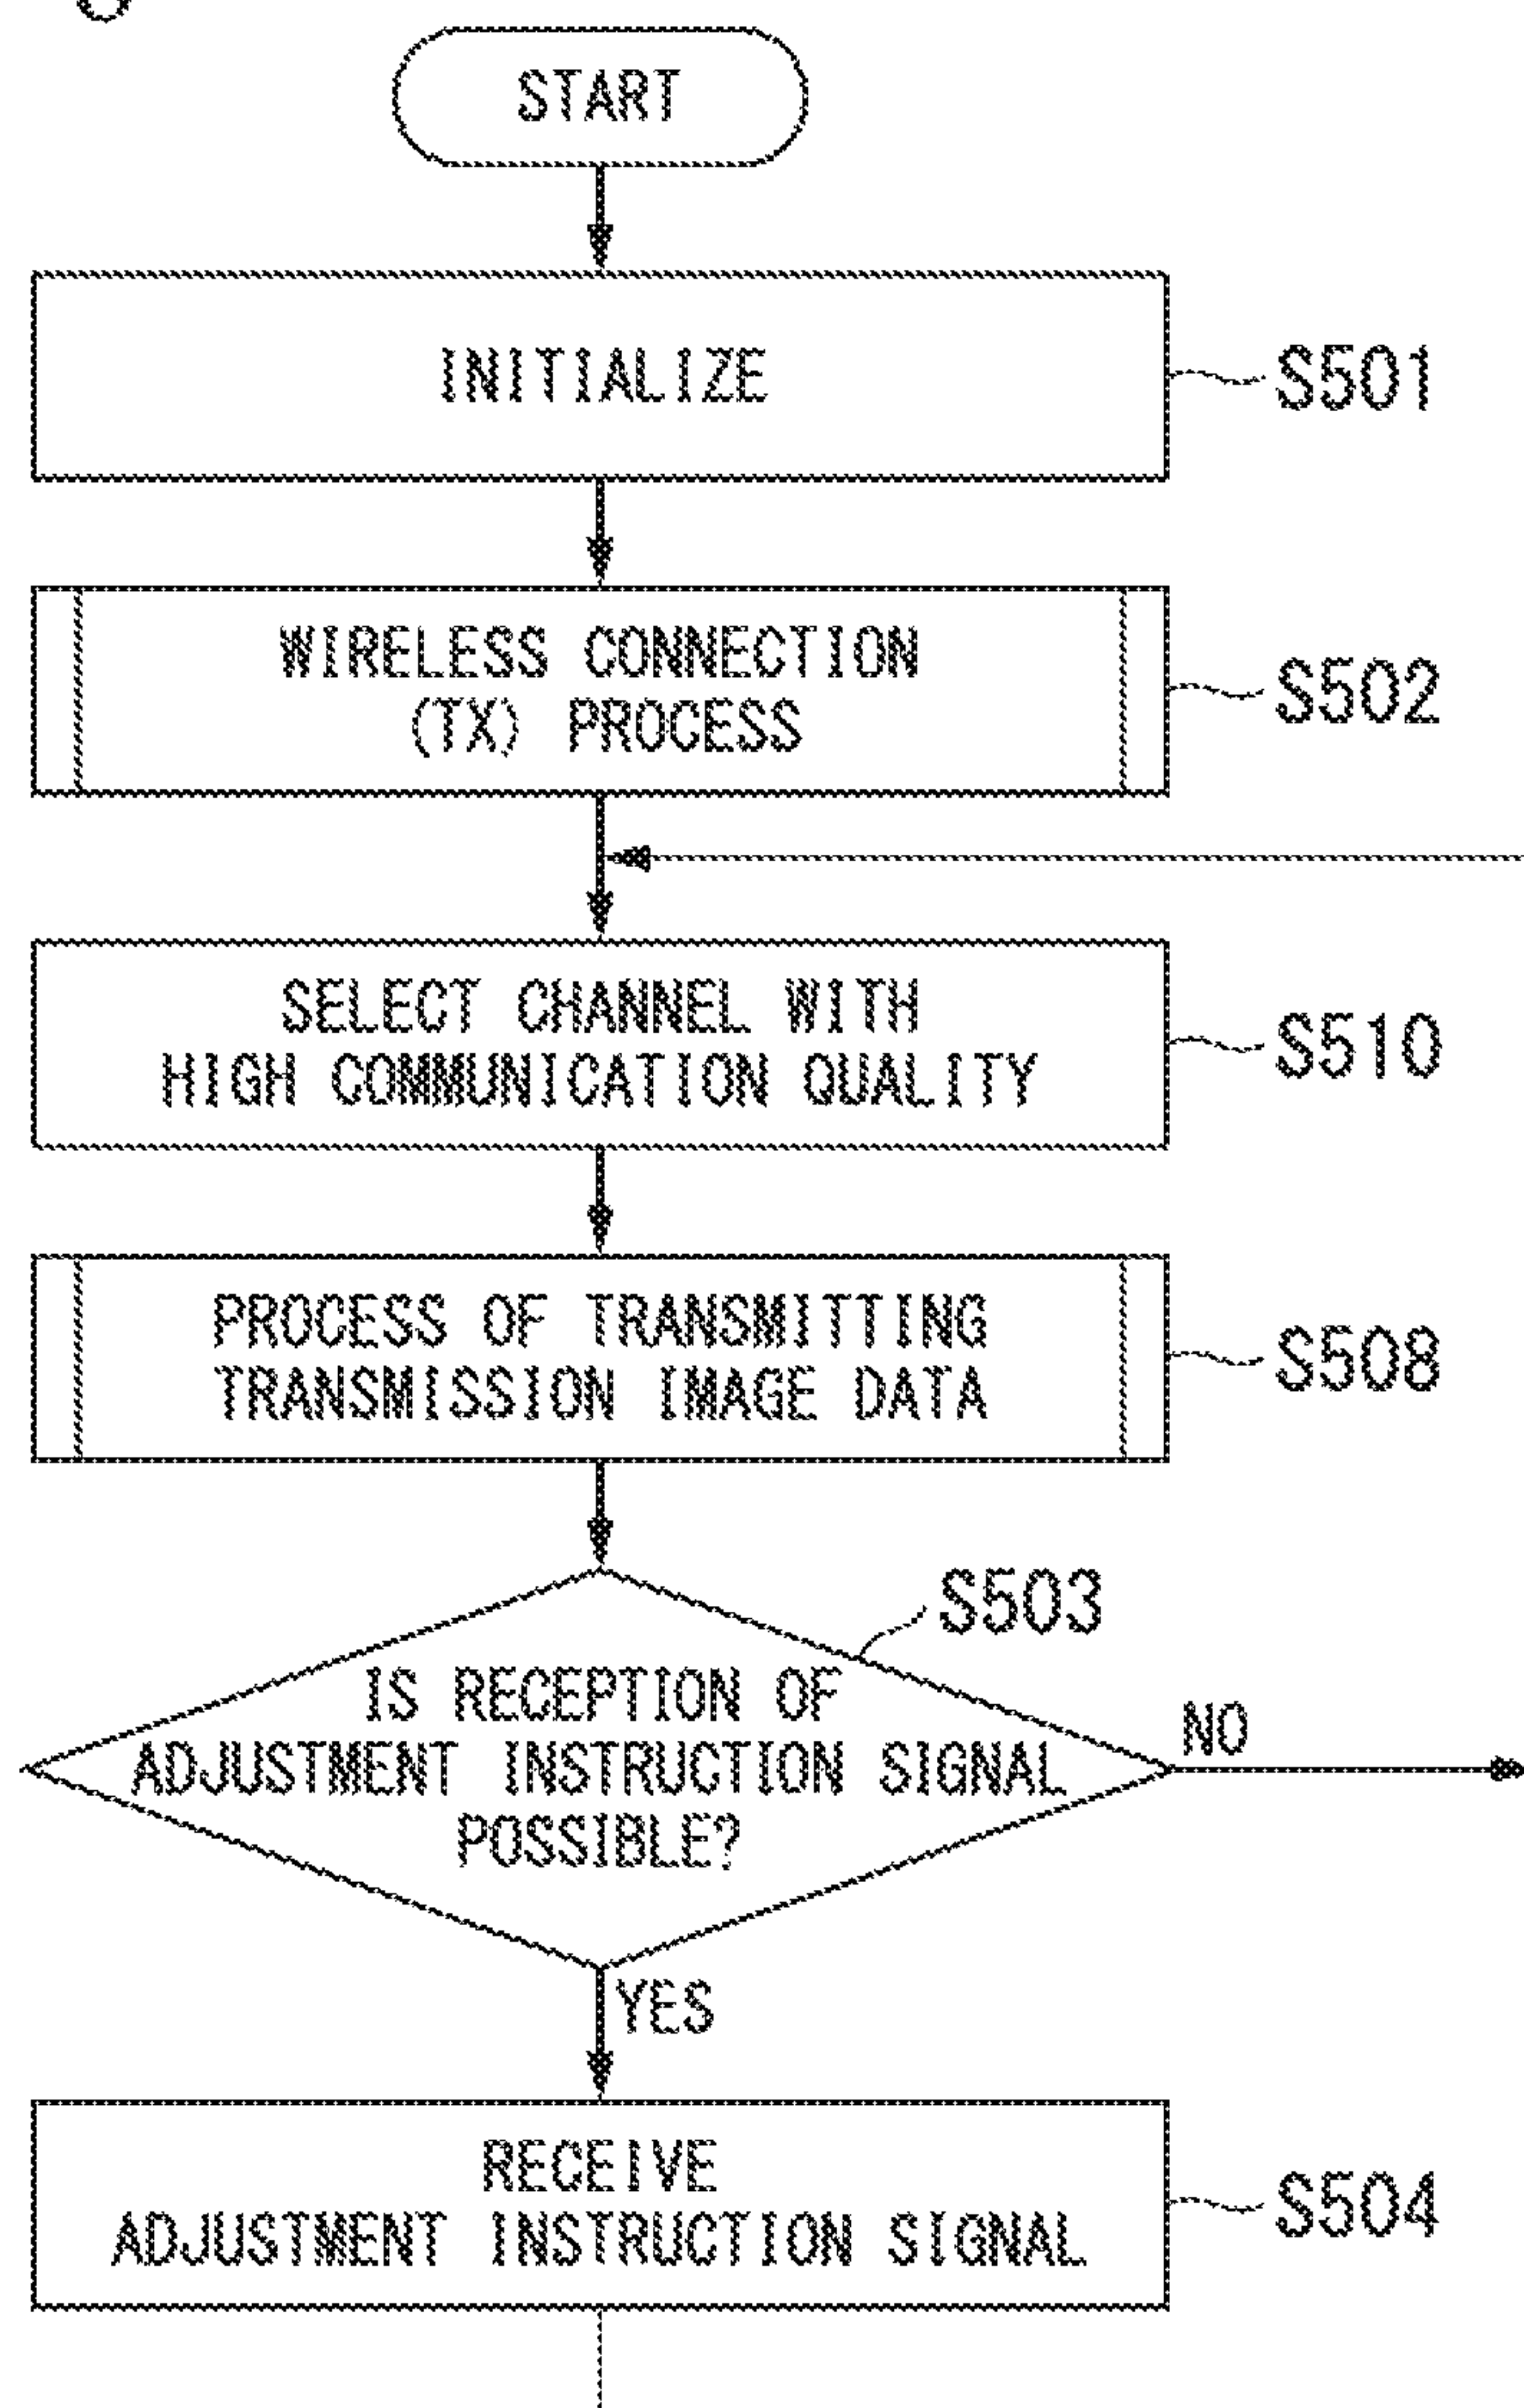 START
INITIALIZE
S501
WIRELESS CONNECTION
(TX) PROCESS
S502
SELECT CHANNEL WITH
HIGH COMMUNICATION QUALITY
S510
PROCESS OF TRANSMITTING
TRANSMISSION IMAGE DATA
S508
S503
IS RECEPTION OF
ADJUSTMENT INSTRUCTION SIGNAL
POSSIBLE?
NO
YES
RECEIVE
ADJUSTMENT INSTRUCTION SIGNAL
S504